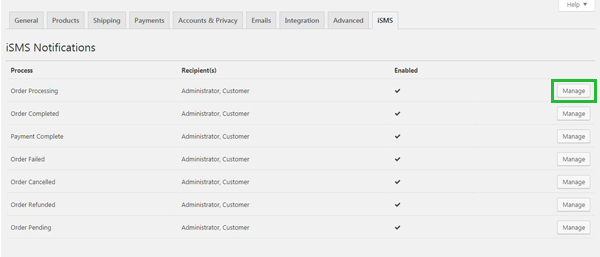 Help
General Products Shipping Payments Accounts & Privacy Emails Integration Advanced iSMS
iSMS Notifications
Process Recipient(s) Enabled
Order Processing Administrator, Customer Manage
Order Completed Administrator, Customer Manage
Payment Complete Administrator, Customer Manage
Order Failed Administrator, Customer Manage
Order Cancelled Administrator, Customer Manage
Order Refunded Administrator, Customer Manage
Order Pending Administrator, Customer Manage